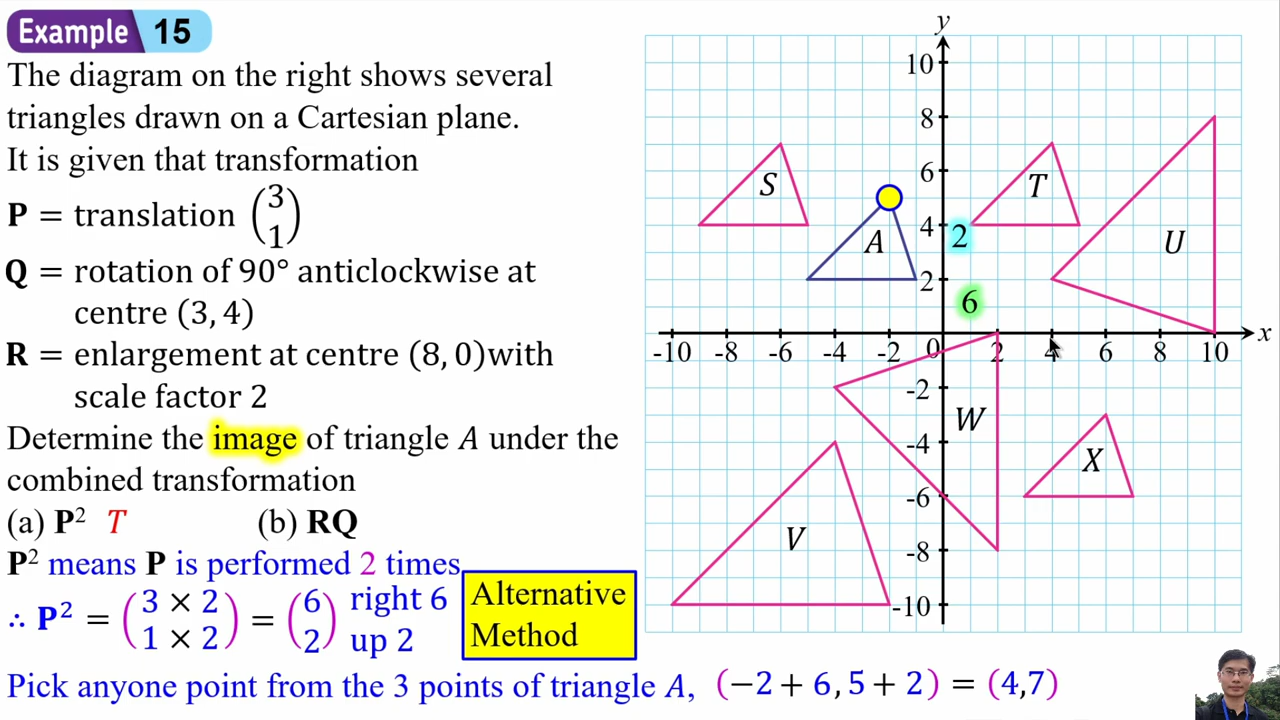 Example 15
The diagram on the right shows several
triangles drawn on a Cartesian plane.
It is given that transformation
P = translation (3 1)
Q = rotation of 90° anticlockwise at
centre (3, 4)
R = enlargement at centre (8, 0)with
scale factor 2
Determine the image of triangle A under the
combined transformation
(a) P² T (b) RQ
P² means P is performed 2 times
∴ P² = (3 × 2 1 × 2) = (6 2) right 6 up 2
Alternative
Method
Pick anyone point from the 3 points of triangle A, (−2 + 6, 5 + 2) = (4,7)
y
10
8
6
4
2
S
T
U
A
2
6
-10 -8 -6 -4 -2 0 2 4 6 8 10 x
-2
-4
-6
-8
-10
W
X
V